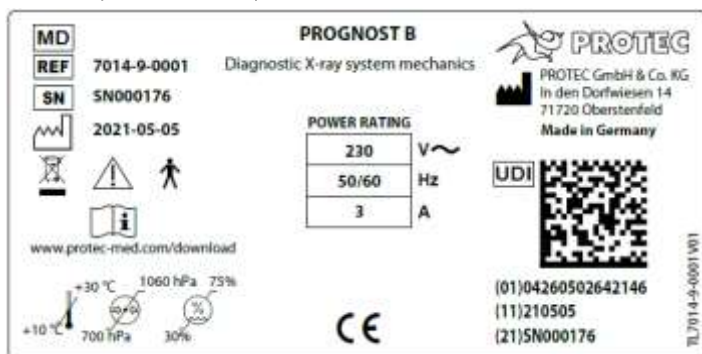 MD
PROGNOST B
PROTEC
REF 7014-9-0001
Diagnostic X-ray system mechanics
PROTEC GmbH & Co. KG
In den Dorfwiesen 14
71720 Oberstenfeld
Made in Germany
SN SN000176
2021-05-05
POWER RATING
230 V~
50/60 Hz
3 A
UDI
i
www.protec-med.com/download
+30 °C
+10 °C
1060 hPa
700 hPa
75%
%
30%
CE
(01)04260502642146
(11)210505
(21)SN000176
TL7014-9-0001 V01